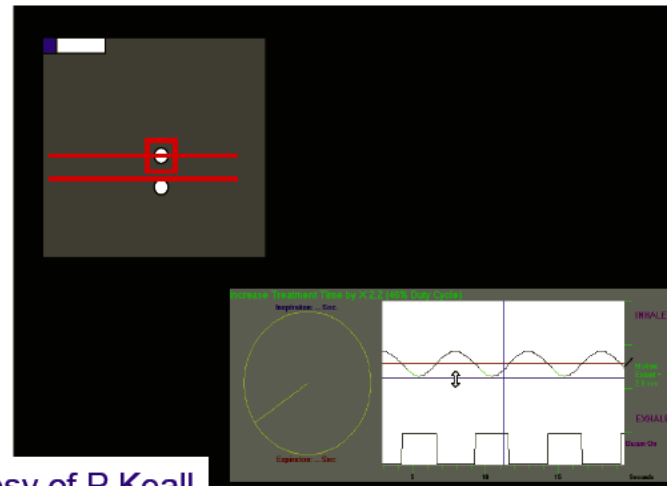 Increase Treatment Time by X 2.2 (45% Duty Cycle)
Inspiration: ... Sec.
INHALE
EXHALE
Beam-On
Expiration: ... Sec.
5
10
15
Seconds
esy of P Keall